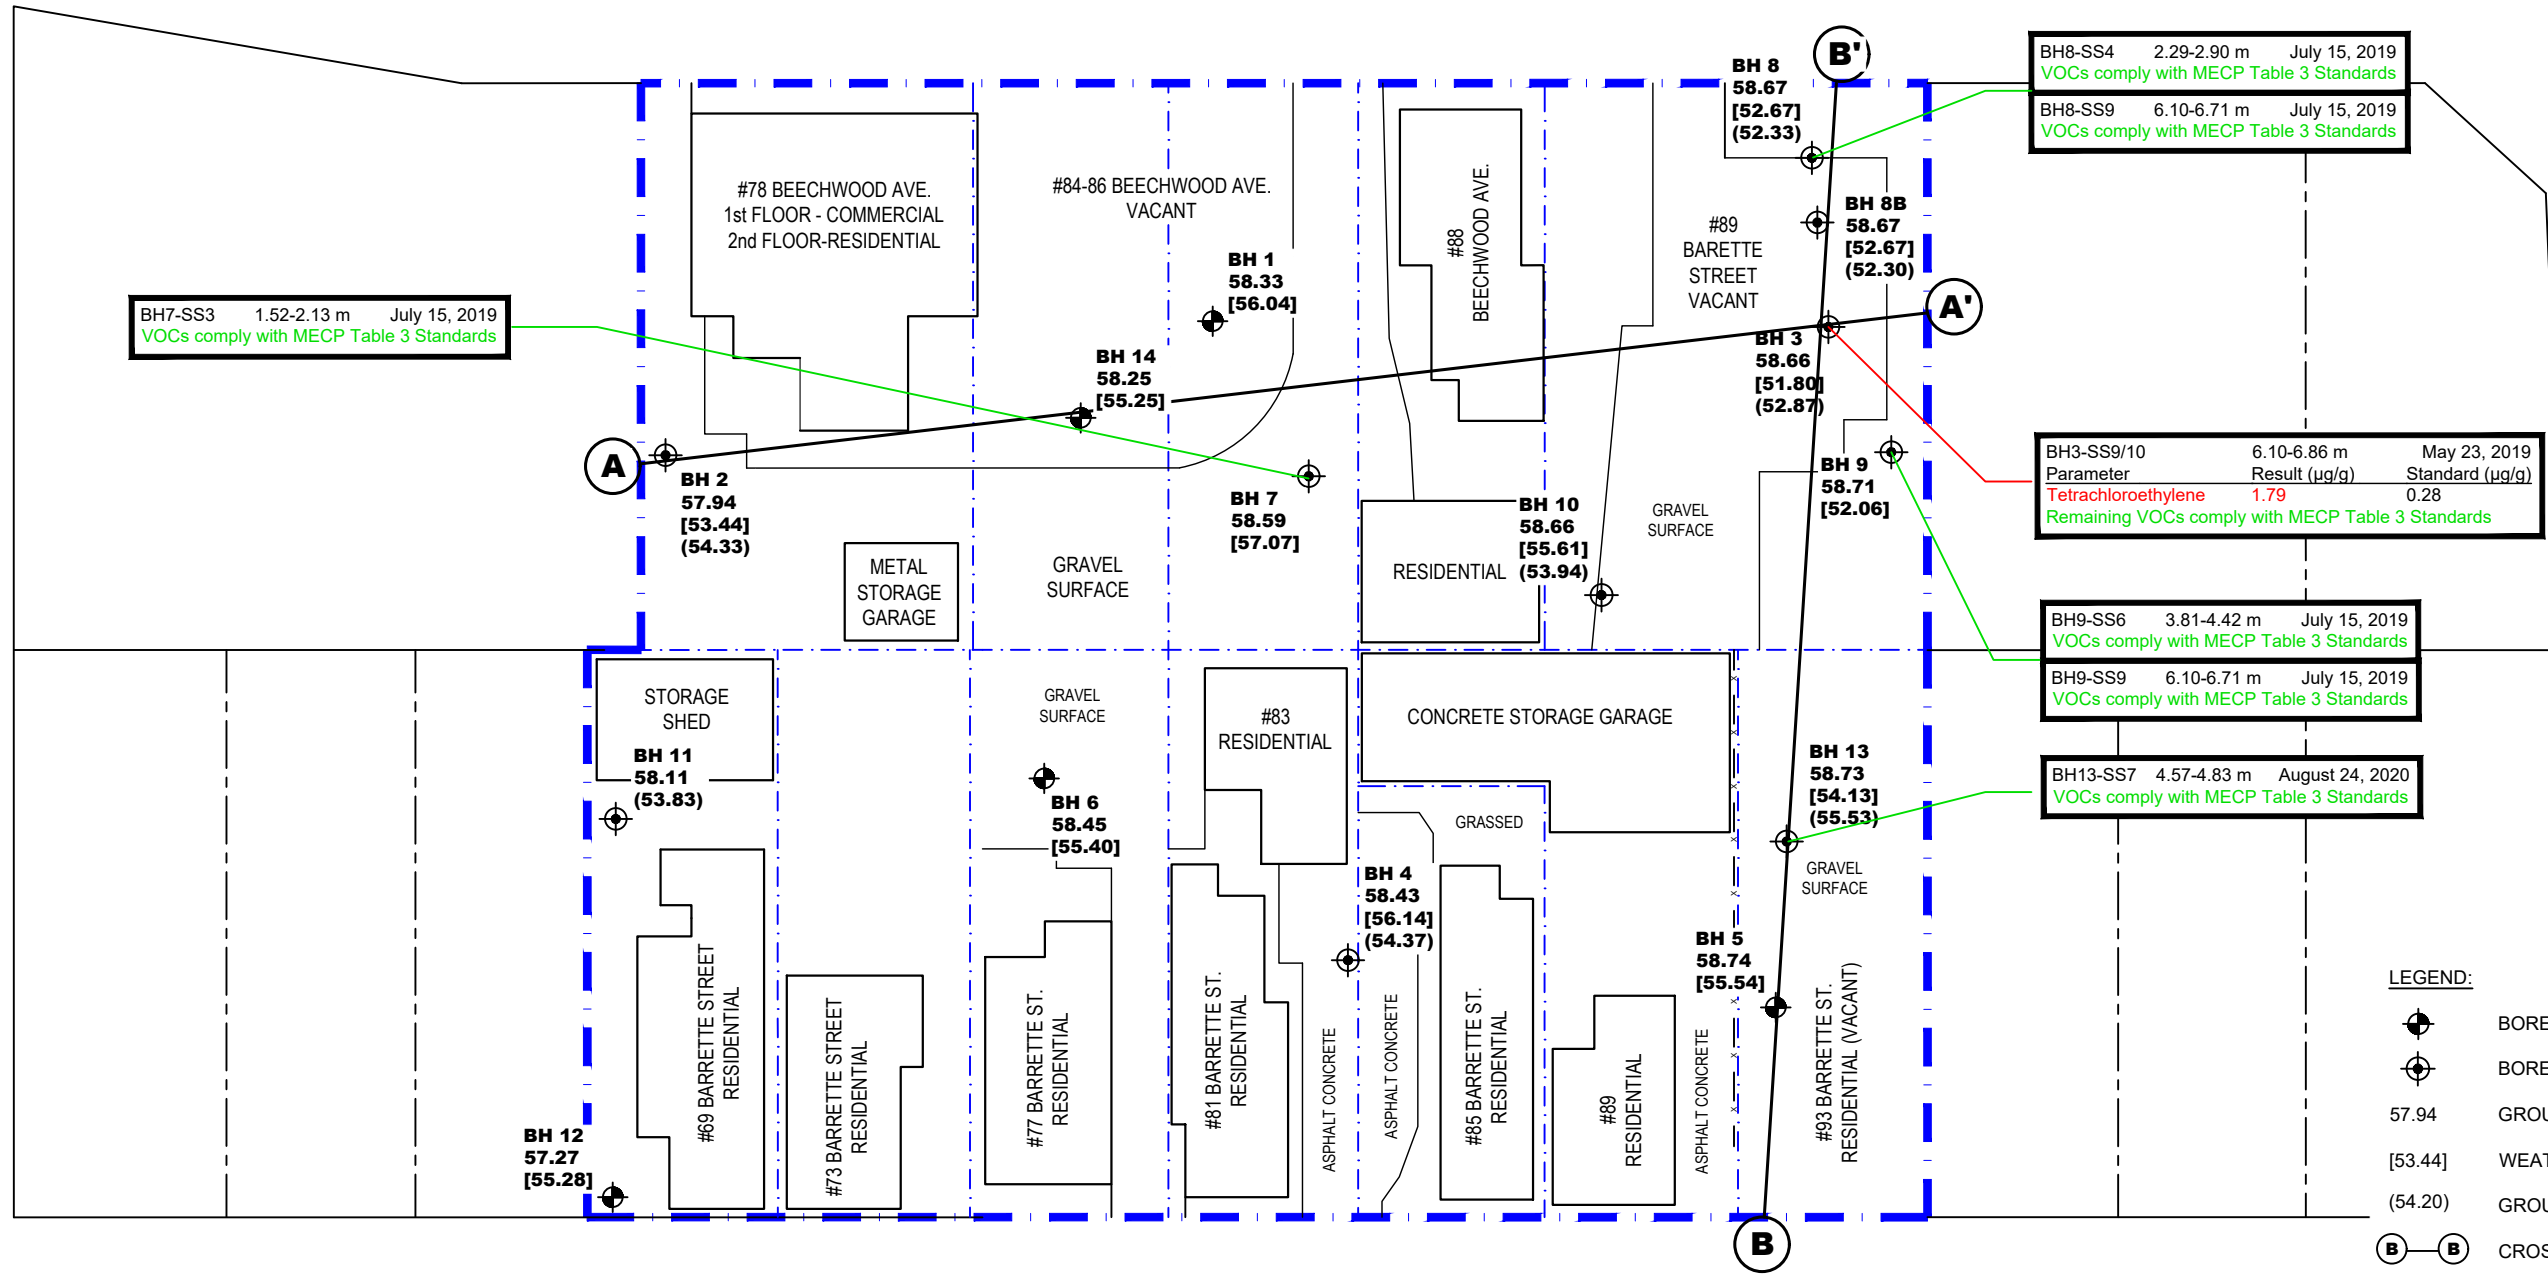 B'
BH 8
58.67
[52.67]
(52.33)
BH8-SS4 2.29-2.90 m July 15, 2019
VOCs comply with MECP Table 3 Standards
BH8-SS9 6.10-6.71 m July 15, 2019
VOCs comply with MECP Table 3 Standards
#78 BEECHWOOD AVE.
1st FLOOR - COMMERCIAL
2nd FLOOR-RESIDENTIAL
#84-86 BEECHWOOD AVE.
VACANT
#88
BEECHWOOD AVE.
#89
BARETTE
STREET
VACANT
BH 8B
58.67
[52.67]
(52.30)
BH 1
58.33
[56.04]
A'
BH7-SS3 1.52-2.13 m July 15, 2019
VOCs comply with MECP Table 3 Standards
BH 14
58.25
[55.25]
BH 3
58.66
[51.80]
(52.87)
A
BH 2
57.94
[53.44]
(54.33)
BH 7
58.59
[57.07]
BH 10
58.66
[55.61]
(53.94)
GRAVEL
SURFACE
BH 9
58.71
[52.06]
BH3-SS9/10 6.10-6.86 m May 23, 2019
Parameter Result (µg/g) Standard (µg/g)
Tetrachloroethylene 1.79 0.28
Remaining VOCs comply with MECP Table 3 Standards
METAL
STORAGE
GARAGE
GRAVEL
SURFACE
RESIDENTIAL
BH9-SS6 3.81-4.42 m July 15, 2019
VOCs comply with MECP Table 3 Standards
BH9-SS9 6.10-6.71 m July 15, 2019
VOCs comply with MECP Table 3 Standards
STORAGE
SHED
GRAVEL
SURFACE
#83
RESIDENTIAL
CONCRETE STORAGE GARAGE
BH 11
58.11
(53.83)
BH 6
58.45
[55.40]
GRASSED
BH 13
58.73
[54.13]
(55.53)
BH13-SS7 4.57-4.83 m August 24, 2020
VOCs comply with MECP Table 3 Standards
GRAVEL
SURFACE
BH 4
58.43
[56.14]
(54.37)
BH 5
58.74
[55.54]
#69 BARRETTE STREET
RESIDENTIAL
#73 BARRETTE STREET
RESIDENTIAL
#77 BARRETTE ST.
RESIDENTIAL
#81 BARRETTE ST.
RESIDENTIAL
ASPHALT CONCRETE
ASPHALT CONCRETE
#85 BARRETTE ST.
RESIDENTIAL
#89
RESIDENTIAL
ASPHALT CONCRETE
#93 BARRETTE ST.
RESIDENTIAL (VACANT)
BH 12
57.27
[55.28]
B
LEGEND:
BORE
BORE
57.94 GROU
[53.44] WEAT
(54.20) GROU
B B CROS